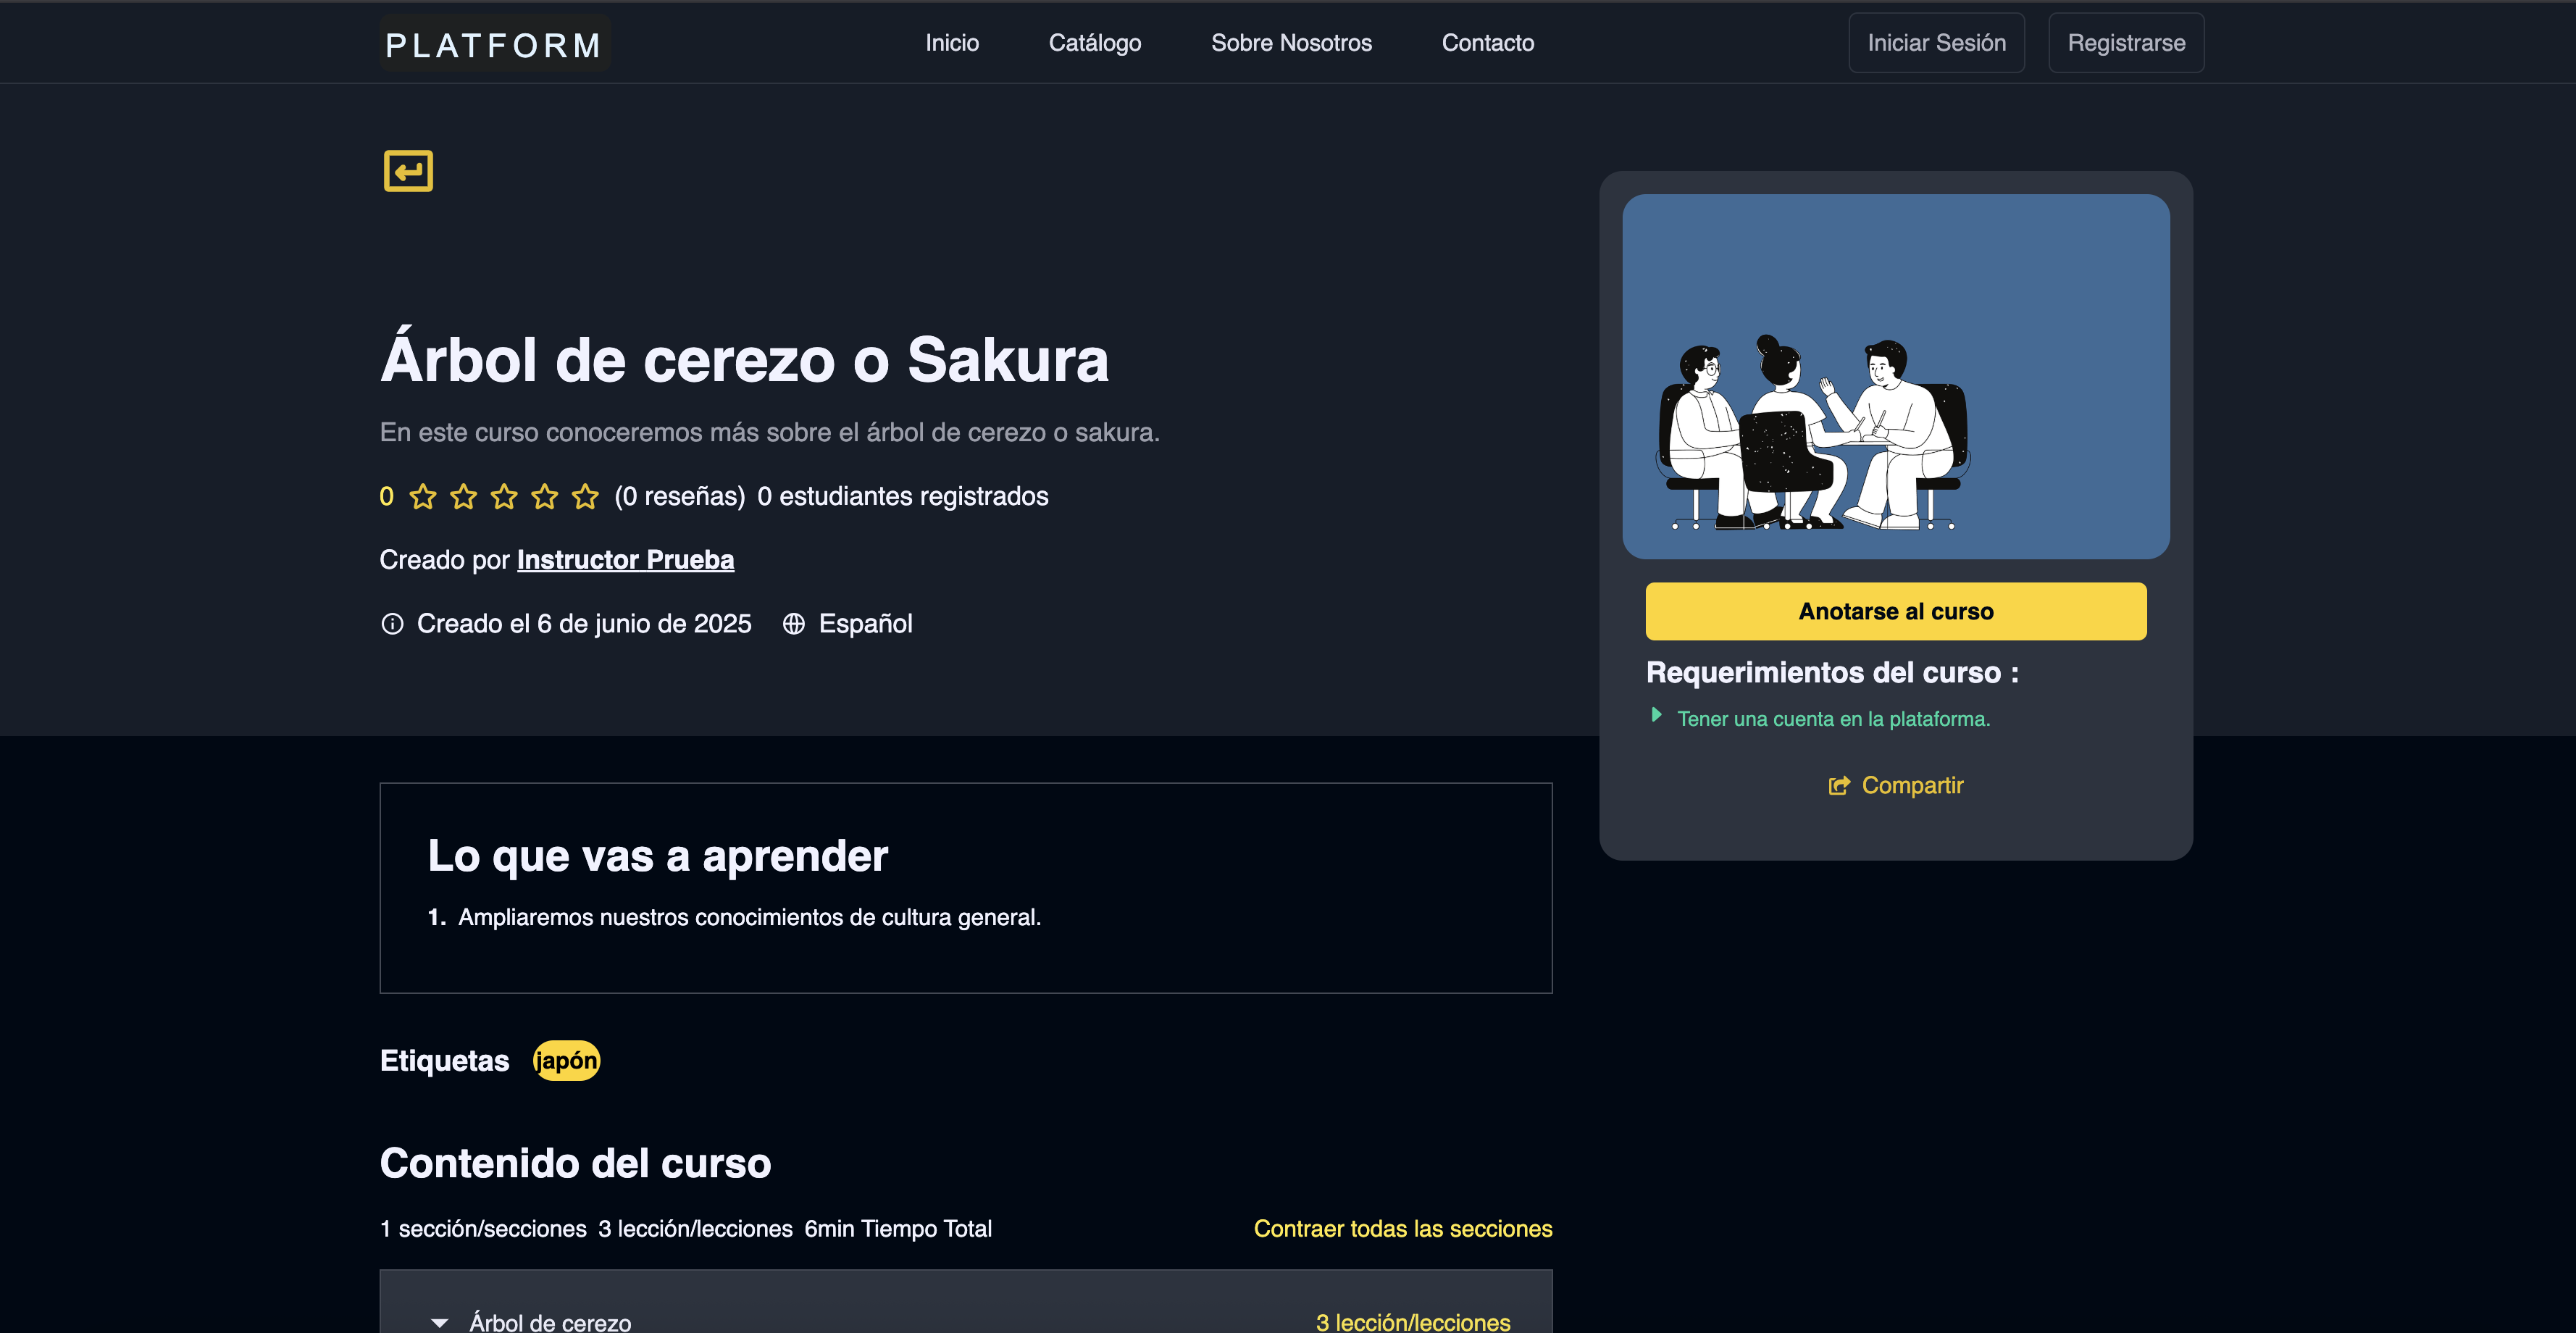 PLATFORM
Inicio
Catálogo
Sobre Nosotros
Contacto
Iniciar Sesión
Registrarse
Árbol de cerezo o Sakura
En este curso conoceremos más sobre el árbol de cerezo o sakura.
0 (0 reseñas) 0 estudiantes registrados
Creado por Instructor Prueba
Creado el 6 de junio de 2025 Español
Anotarse al curso
Requerimientos del curso :
Tener una cuenta en la plataforma.
Compartir
Lo que vas a aprender
1. Ampliaremos nuestros conocimientos de cultura general.
Etiquetas japón
Contenido del curso
1 sección/secciones 3 lección/lecciones 6min Tiempo Total
Contraer todas las secciones
Árbol de cerezo
3 lección/lecciones